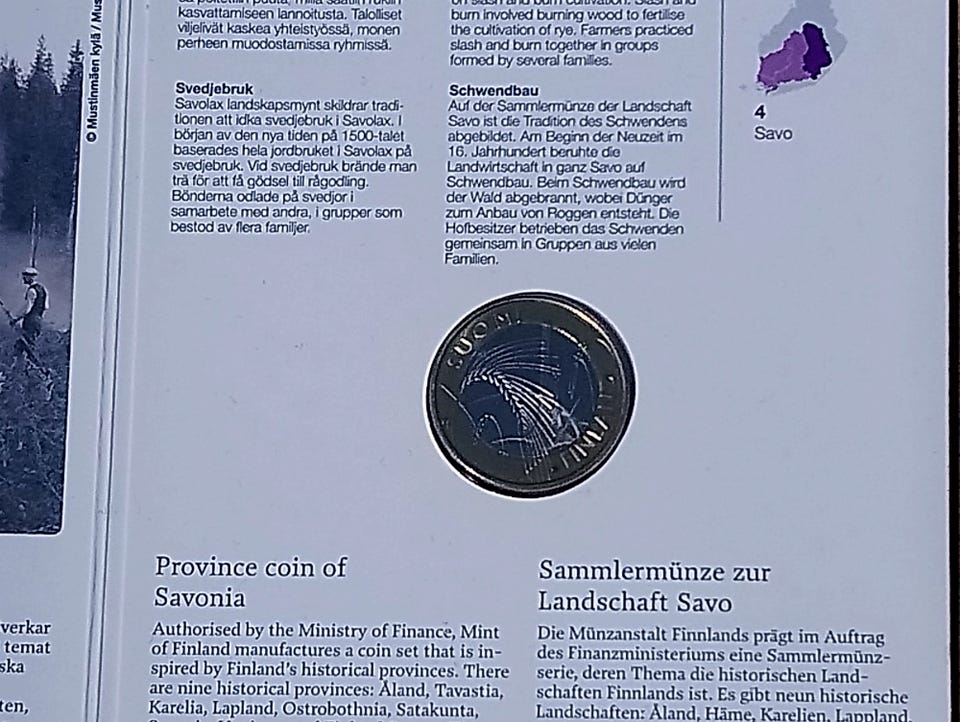 kasvattamiseen lannoitusta. Talolliset
viljelivät kaskea yhteistyössä, monen
perheen muodostamissa ryhmissä.
burn involved burning wood to fertilise
the cultivation of rye. Farmers practiced
slash and burn together in groups
formed by several families.
© Mustinmäen kylä /
Svedjebruk
Savolax landskapsmynt skildrar tradi-
tionen att idka svedjebruk i Savolax. I
början av den nya tiden på 1500-talet
baserades hela jordbruket i Savolax på
svedjebruk. Vid svedjebruk brände man
trä för att få gödsel till rågodling.
Bönderna odlade på svedjor i
samarbete med andra, i grupper som
bestod av flera familjer.
Schwendbau
Auf der Sammlermünze der Landschaft
Savo ist die Tradition des Schwendens
abgebildet. Am Beginn der Neuzeit im
16. Jahrhundert beruhte die
Landwirtschaft in ganz Savo auf
Schwendbau. Beim Schwendbau wird
der Wald abgebrannt, wobei Dünger
zum Anbau von Roggen entsteht. Die
Hofbesitzer betrieben das Schwenden
gemeinsam in Gruppen aus vielen
Familien.
4
Savo
SUOMI
FINLAND
verkar
temat
ska
ten,
Province coin of
Savonia
Authorised by the Ministry of Finance, Mint
of Finland manufactures a coin set that is in-
spired by Finland's historical provinces. There
are nine historical provinces: Åland, Tavastia,
Karelia, Lapland, Ostrobothnia, Satakunta,
Sammlermünze zur
Landschaft Savo
Die Münzanstalt Finnlands prägt im Auftrag
des Finanzministeriums eine Sammlermünz-
serie, deren Thema die historischen Land-
schaften Finnlands ist. Es gibt neun historische
Landschaften: Åland, Häme, Karelien, Lappland,